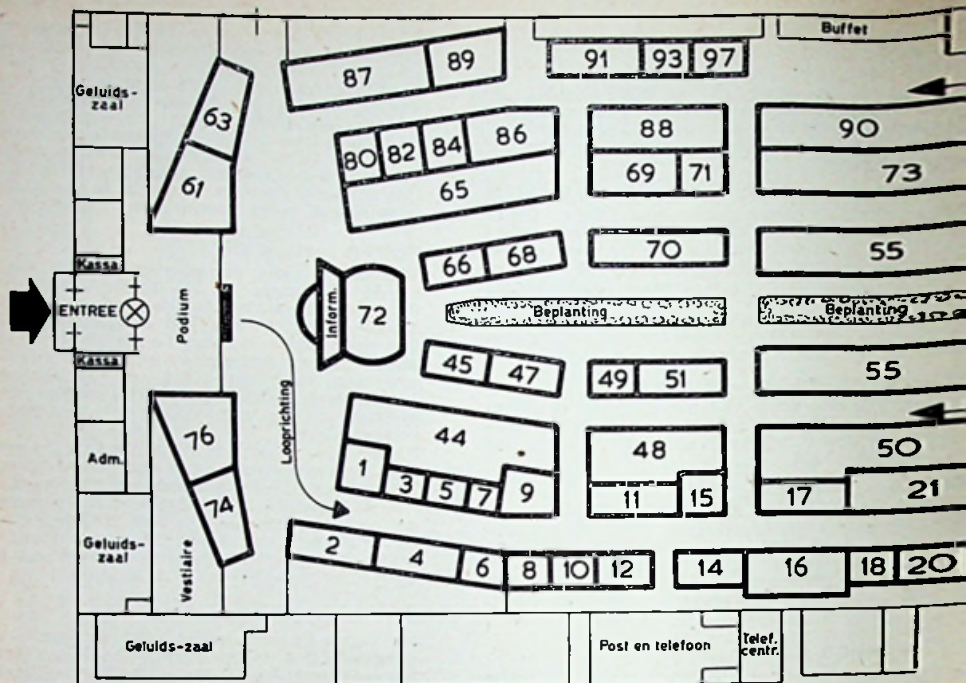 Buffet
87
89
91
93
97
Geluids-
zaal
63
61
80
82
84
86
65
88
69
71
90
73
Kassa
ENTREE
Kassa
Podium
Inform.
72
66
68
70
55
Beplanting
Beplanting
45
47
49
51
55
Looprichting
76
74
Adm.
Geluids-
zaal
Vestiaire
44
1
3
5
7
9
48
11
15
50
17
21
2
4
6
8
10
12
14
16
18
20
Geluids-zaal
Post en telefoon
Telef.
centr.